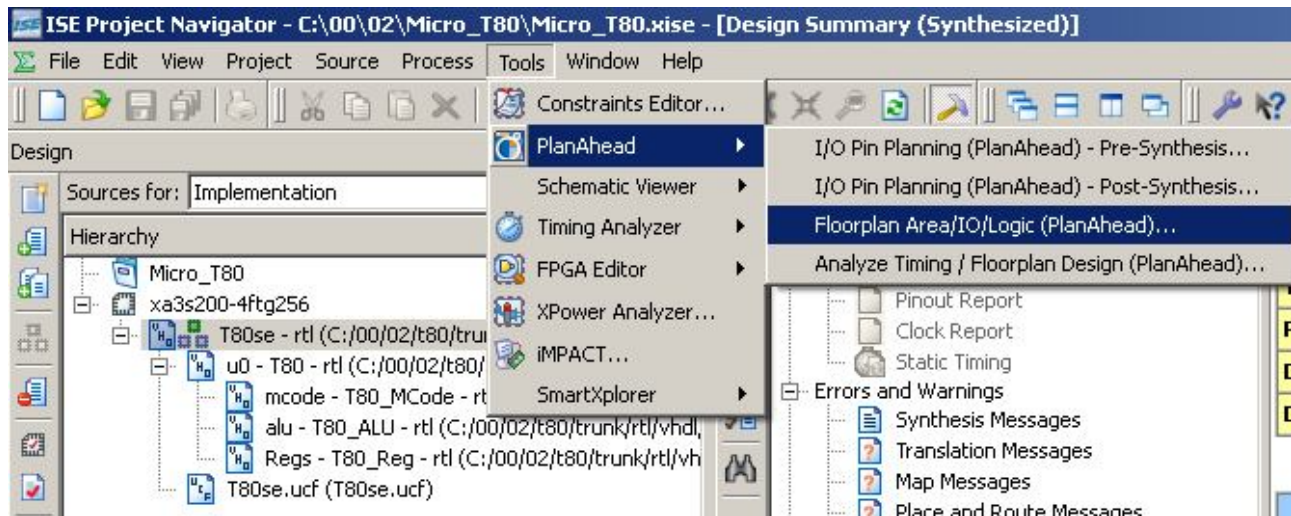 ISE Project Navigator - C:\00\02\Micro_T80\Micro_T80.xise - [Design Summary (Synthesized)]
File Edit View Project Source Process Tools Window Help
Constraints Editor...
PlanAhead
Schematic Viewer
Timing Analyzer
FPGA Editor
XPower Analyzer...
iMPACT...
SmartXplorer
I/O Pin Planning (PlanAhead) - Pre-Synthesis...
I/O Pin Planning (PlanAhead) - Post-Synthesis...
Floorplan Area/IO/Logic (PlanAhead)...
Analyze Timing / Floorplan Design (PlanAhead)...
Design
Sources for: Implementation
Hierarchy
Micro_T80
xa3s200-4ftg256
T80se - rtl (C:/00/02/t80/trun
u0 - T80 - rtl (C:/00/02/t80/
mcode - T80_MCode - rt
alu - T80_ALU - rtl (C:/00/02/t80/trunk/rtl/vhdl,
Regs - T80_Reg - rtl (C:/00/02/t80/trunk/rtl/vh
T80se.ucf (T80se.ucf)
Pinout Report
Clock Report
Static Timing
Errors and Warnings
Synthesis Messages
Translation Messages
Map Messages
Place and Route Messages